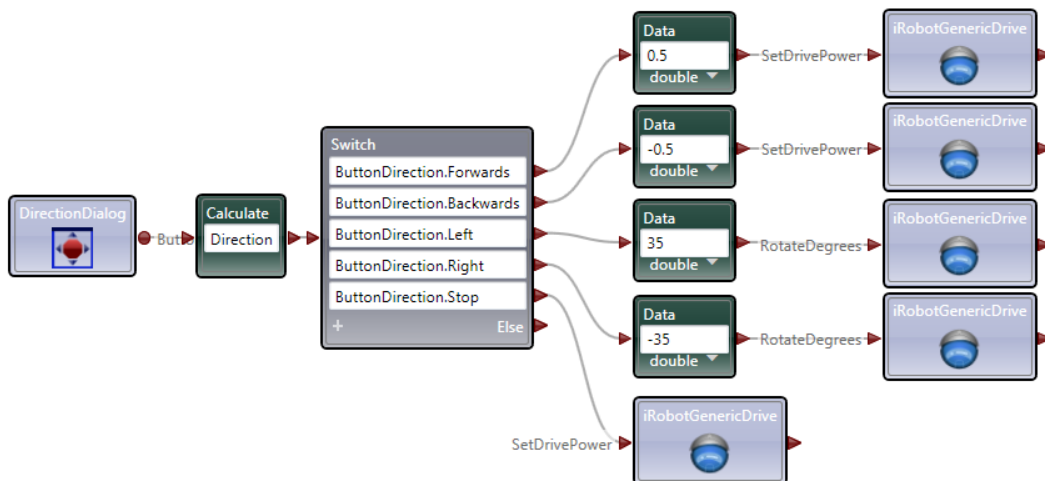 DirectionDialog
Calculate
Direction
Switch
ButtonDirection.Forwards
ButtonDirection.Backwards
ButtonDirection.Left
ButtonDirection.Right
ButtonDirection.Stop
+ Else
Data
0.5
double
SetDrivePower
iRobotGenericDrive
Data
-0.5
double
SetDrivePower
iRobotGenericDrive
Data
35
double
RotateDegrees
iRobotGenericDrive
Data
-35
double
RotateDegrees
iRobotGenericDrive
SetDrivePower
iRobotGenericDrive